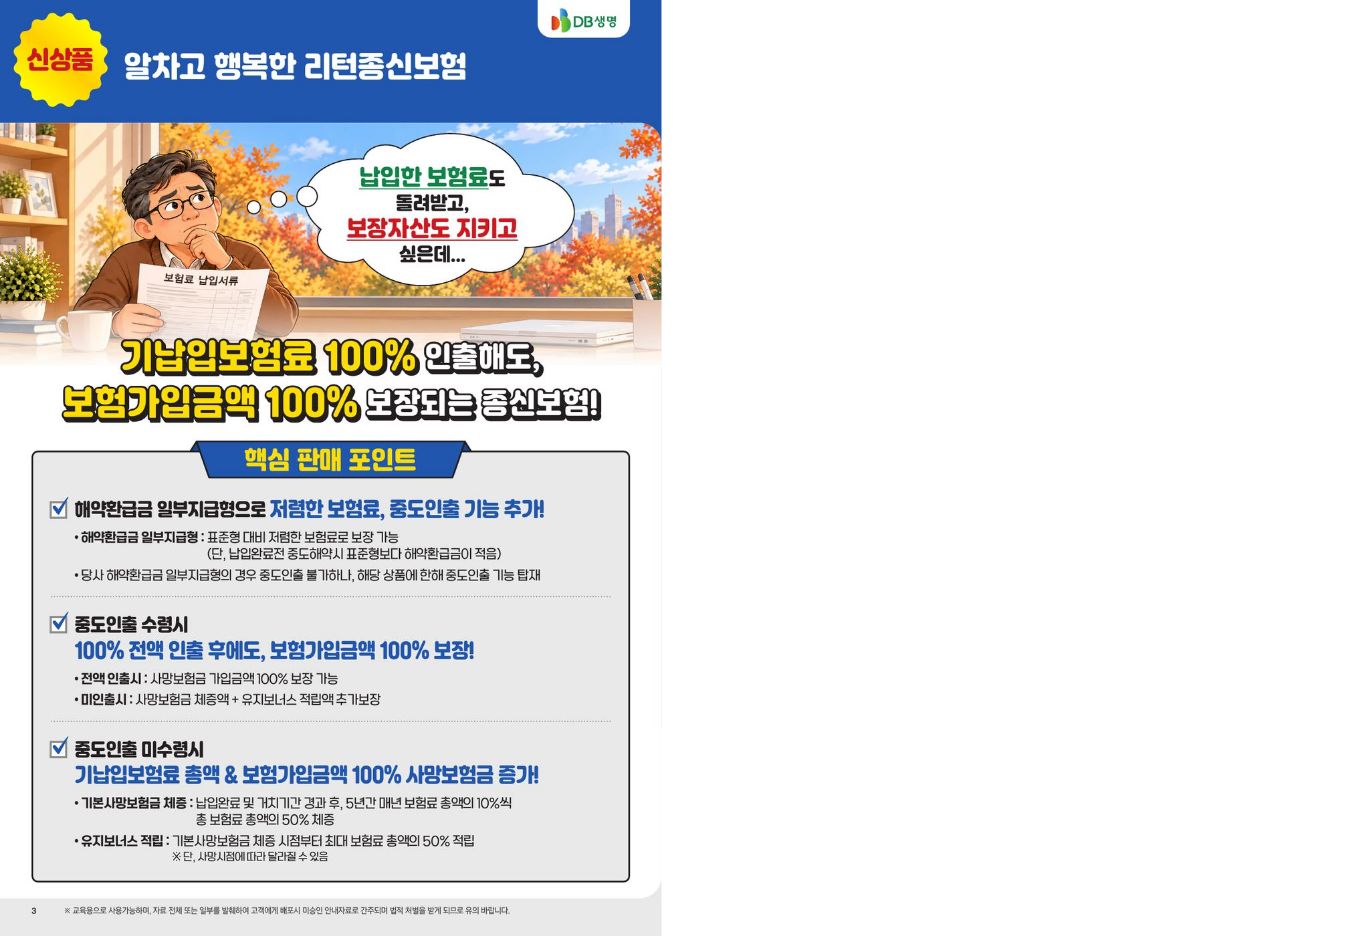 DB생명
신상품
알차고 행복한 리턴종신보험
납입한 보험료도
돌려받고,
보장자산도 지키고
싶은데...
보험료 납입서류
기납입보험료 100% 인출해도,
보험가입금액 100% 보장되는 종신보험!
핵심 판매 포인트
해약환급금 일부지급형으로 저렴한 보험료, 중도인출 기능 추가!
• 해약환급금 일부지급형 : 표준형 대비 저렴한 보험료로 보장 가능
(단, 납입완료전 중도해약시 표준형보다 해약환급금이 적음)
• 당사 해약환급금 일부지급형의 경우 중도인출 불가하나, 해당 상품에 한해 중도인출 기능 탑재
중도인출 수령시
100% 전액 인출 후에도, 보험가입금액 100% 보장!
• 전액 인출시 : 사망보험금 가입금액 100% 보장 가능
• 미인출시 : 사망보험금 체증액 + 유지보너스 적립액 추가보장
중도인출 미수령시
기납입보험료 총액 & 보험가입금액 100% 사망보험금 증가!
• 기본사망보험금 체증 : 납입완료 및 거치기간 경과 후, 5년간 매년 보험료 총액의 10%씩
총 보험료 총액의 50% 체증
• 유지보너스 적립 : 기본사망보험금 체증 시점부터 최대 보험료 총액의 50% 적립
※ 단, 사망시점에 따라 달라질 수 있음
3
※ 교육용으로 사용가능하며, 자료 전체 또는 일부를 발췌하여 고객에게 배포시 미승인 안내자료로 간주되며 법적 처벌을 받게 되므로 유의 바랍니다.